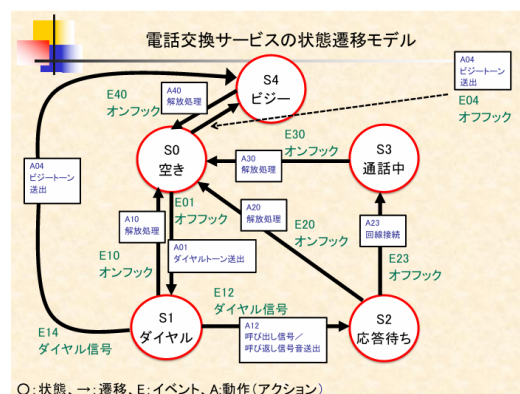 電話交換サービスの状態遷移モデル
A04
ビジートーン
送出
E04
オフフック
S4
ビジー
E40
オンフック
A40
解放処理
E30
オンフック
S0
空き
A30
解放処理
S3
通話中
A04
ビジートーン
送出
A10
解放処理
E01
オフフック
A20
解放処理
E20
オンフック
A23
回線接続
E10
オンフック
A01
ダイヤルトーン送出
E23
オフフック
E14
ダイヤル信号
S1
ダイヤル
E12
ダイヤル信号
A12
呼び出し信号/
呼び返し信号音送出
S2
応答待ち
○:状態、→:遷移、E:イベント、A:動作(アクション)